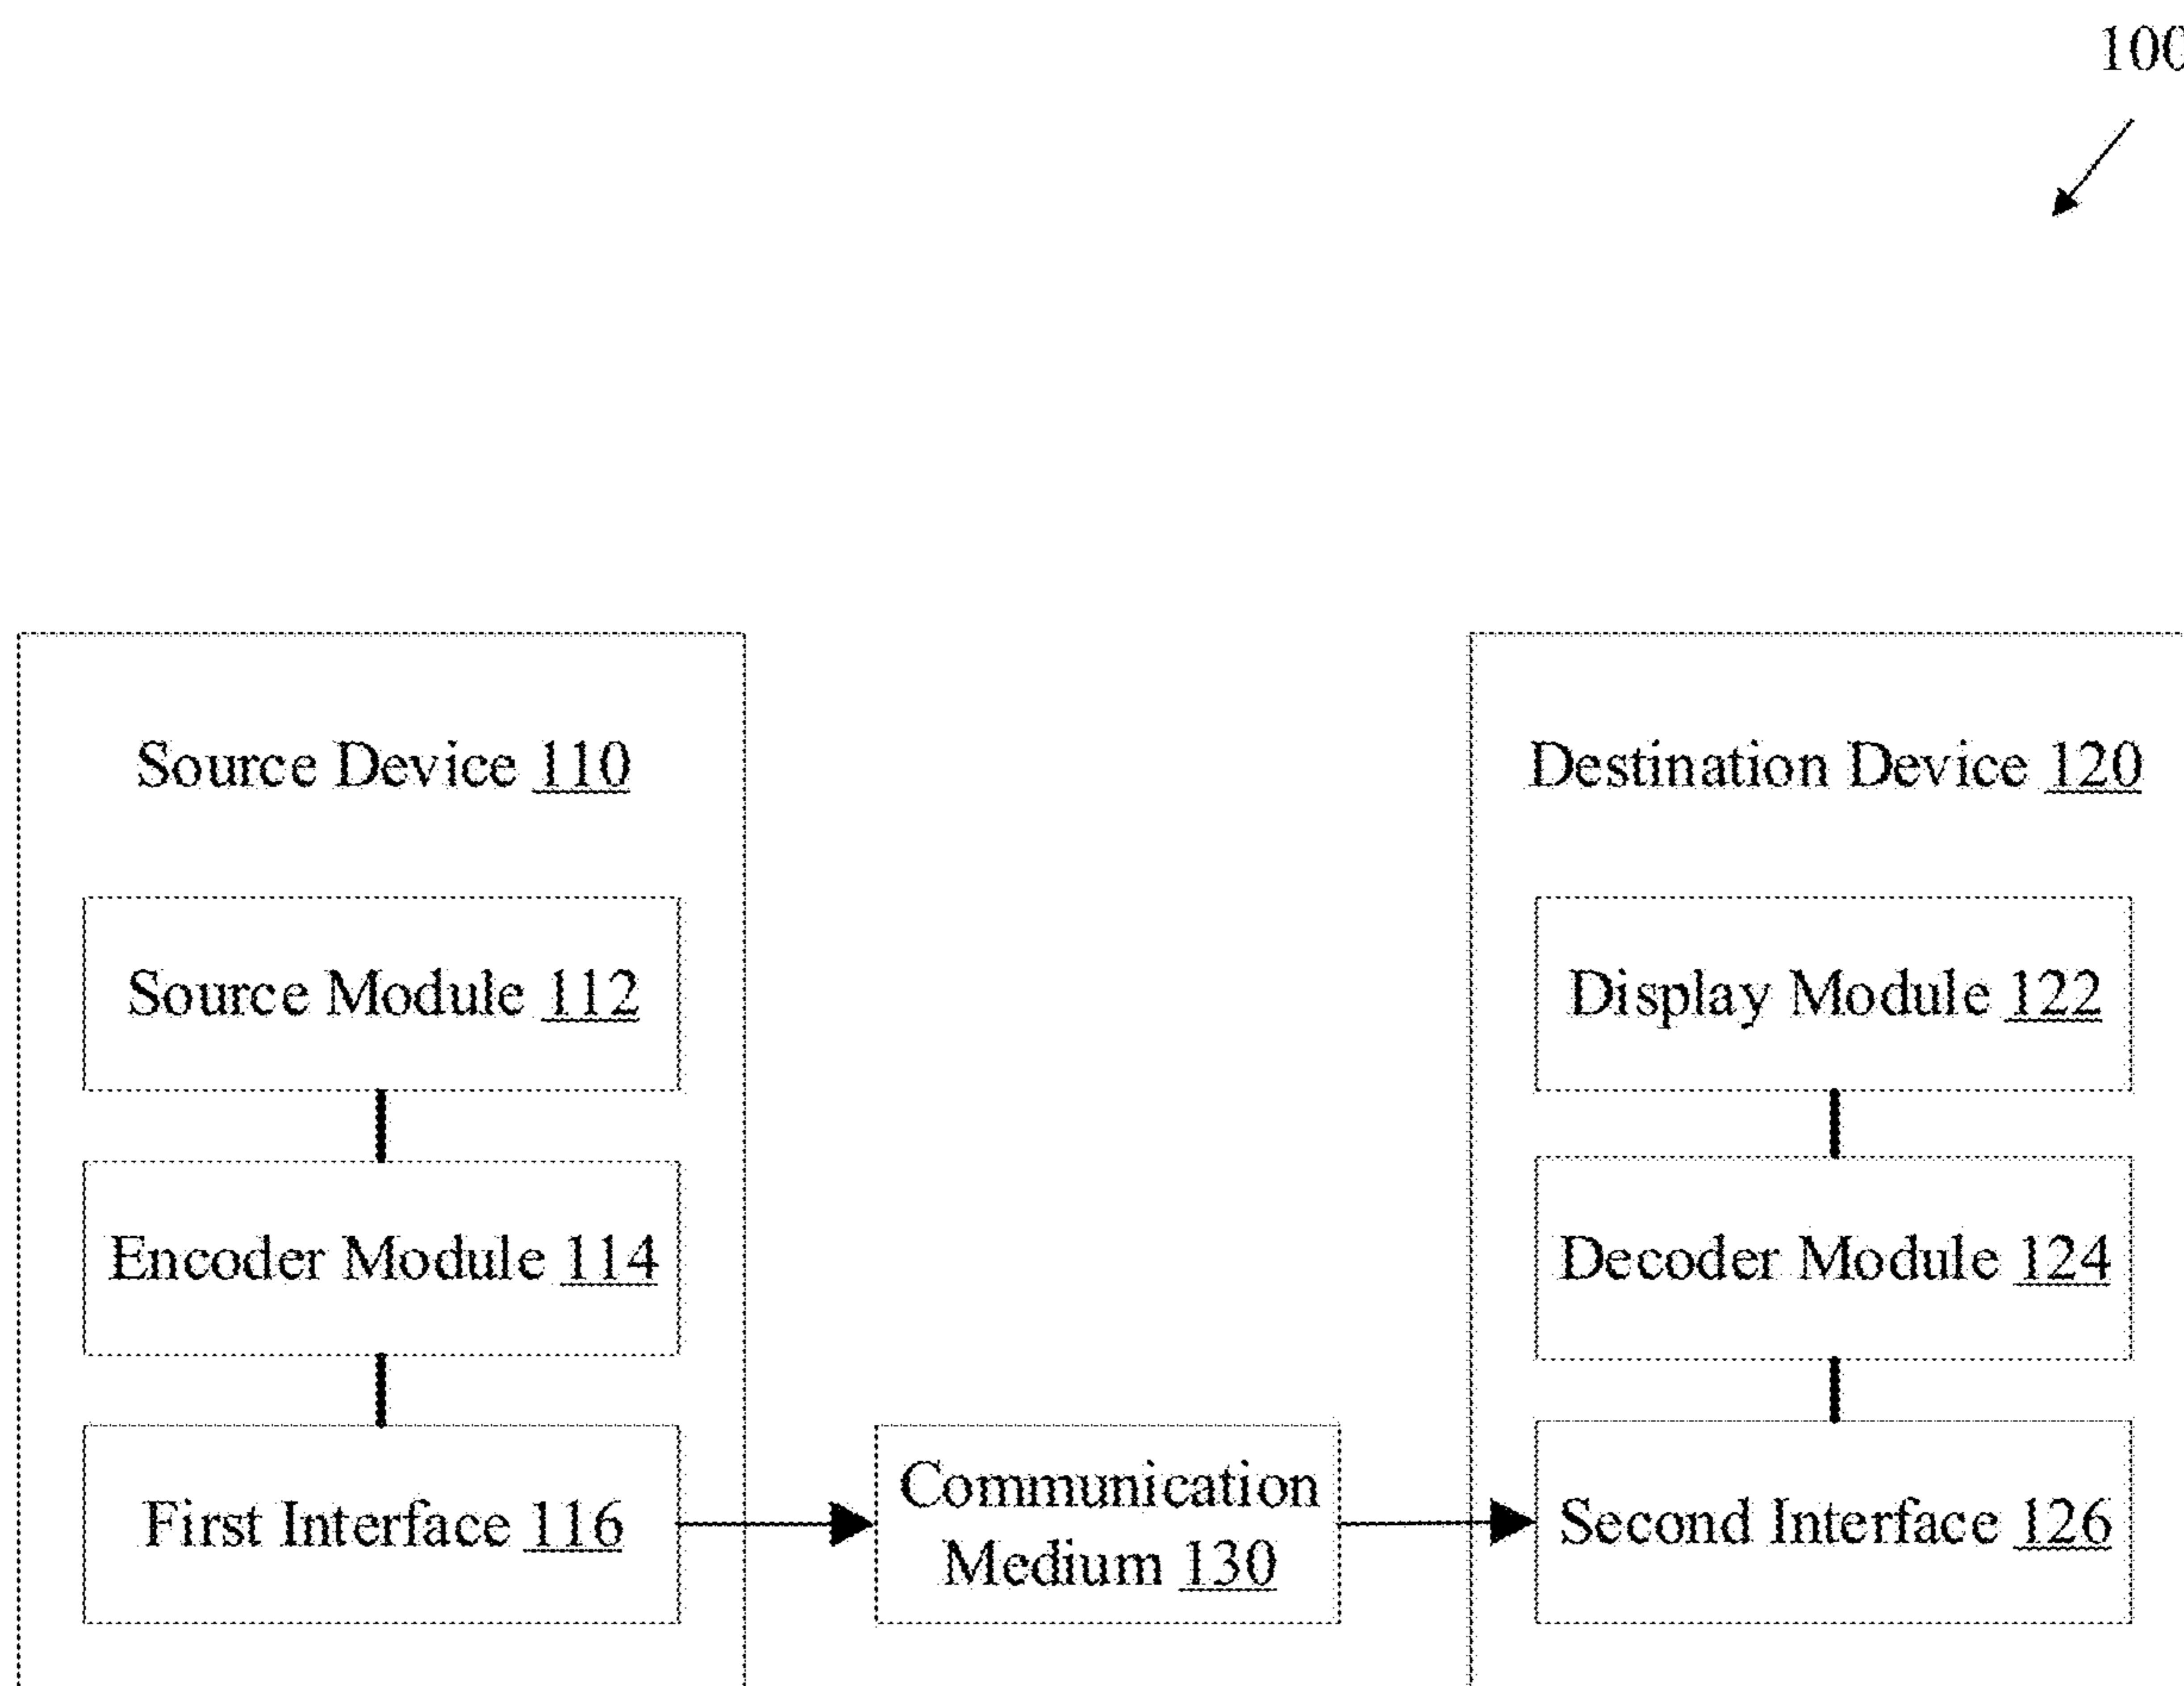 100
Source Device 110
Source Module 112
Encoder Module 114
First Interface 116
Communication
Medium 130
Destination Device 120
Display Module 122
Decoder Module 124
Second Interface 126